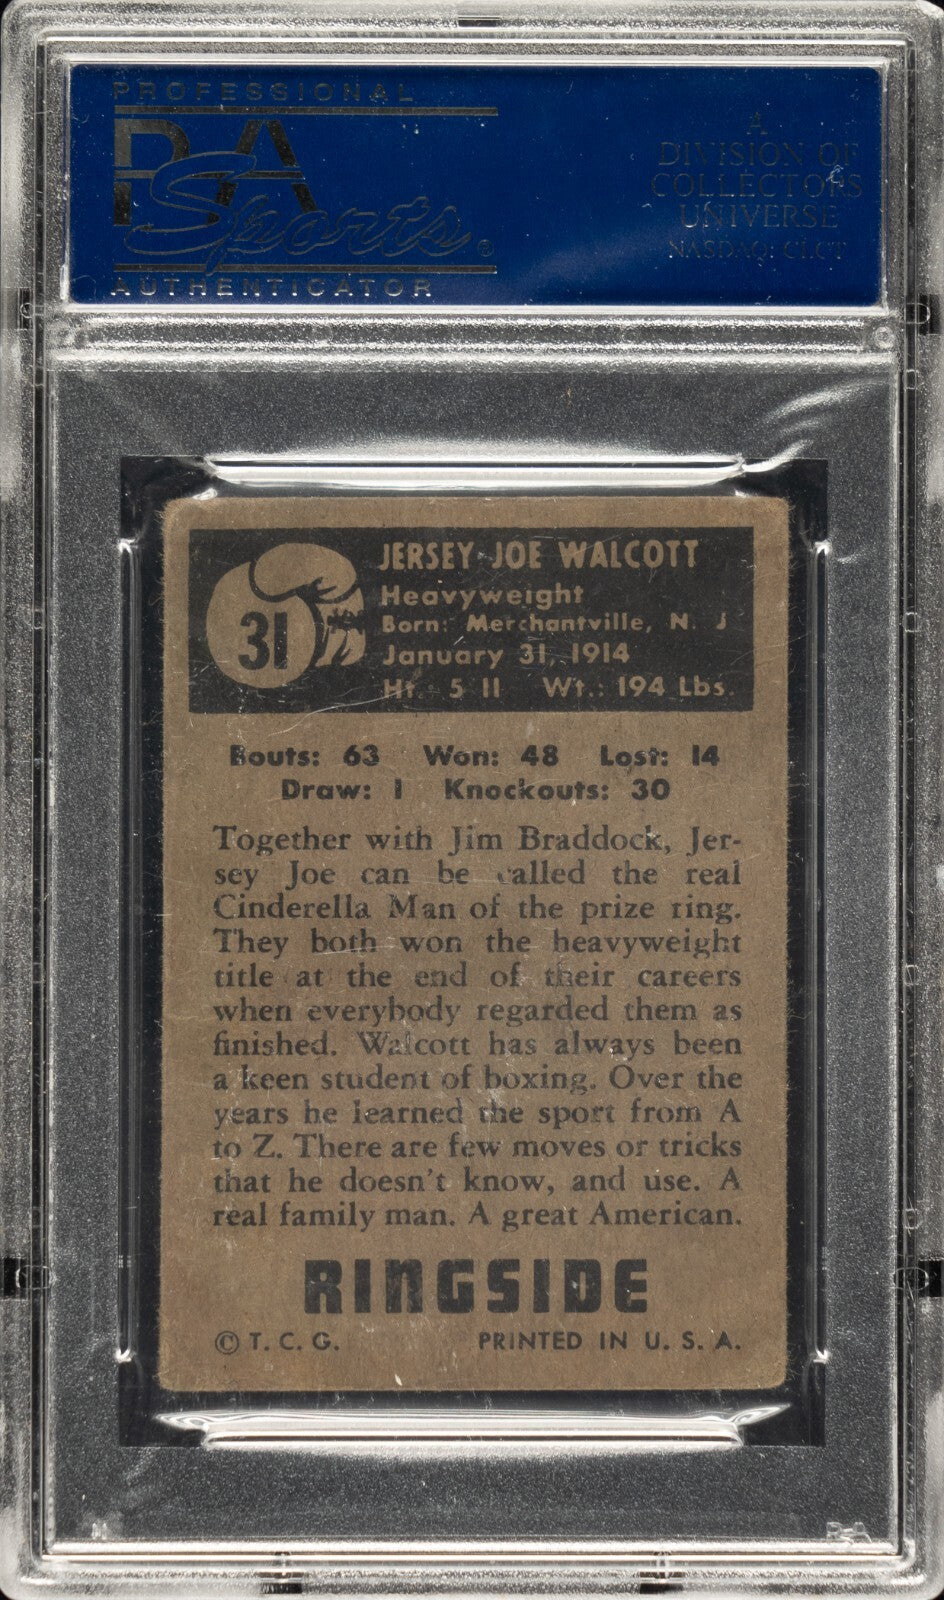 PROFESSIONAL
PSA
Sports®
AUTHENTICATOR
A
DIVISION OF
COLLECTORS
UNIVERSE
NASDAQ: CLCT
31
JERSEY JOE WALCOTT
Heavyweight
Born: Merchantville, N. J
January 31, 1914
Ht. 5 11 Wt.: 194 Lbs.
Bouts: 63 Won: 48 Lost: 14
Draw: 1 Knockouts: 30
Together with Jim Braddock, Jer-
sey Joe can be called the real
Cinderella Man of the prize ring.
They both won the heavyweight
title at the end of their careers
when everybody regarded them as
finished. Walcott has always been
a keen student of boxing. Over the
years he learned the sport from A
to Z. There are few moves or tricks
that he doesn't know, and use. A
real family man. A great American.
RINGSIDE
© T. C. G. PRINTED IN U. S. A.
PSA